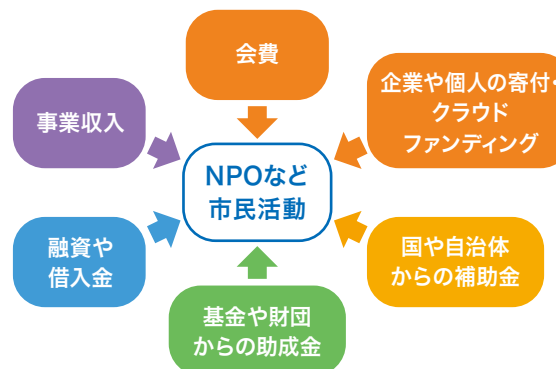 会費
企業や個人の寄付・
クラウド
ファンディング
事業収入
NPOなど
市民活動
融資や
借入金
国や自治体
からの補助金
基金や財団
からの助成金